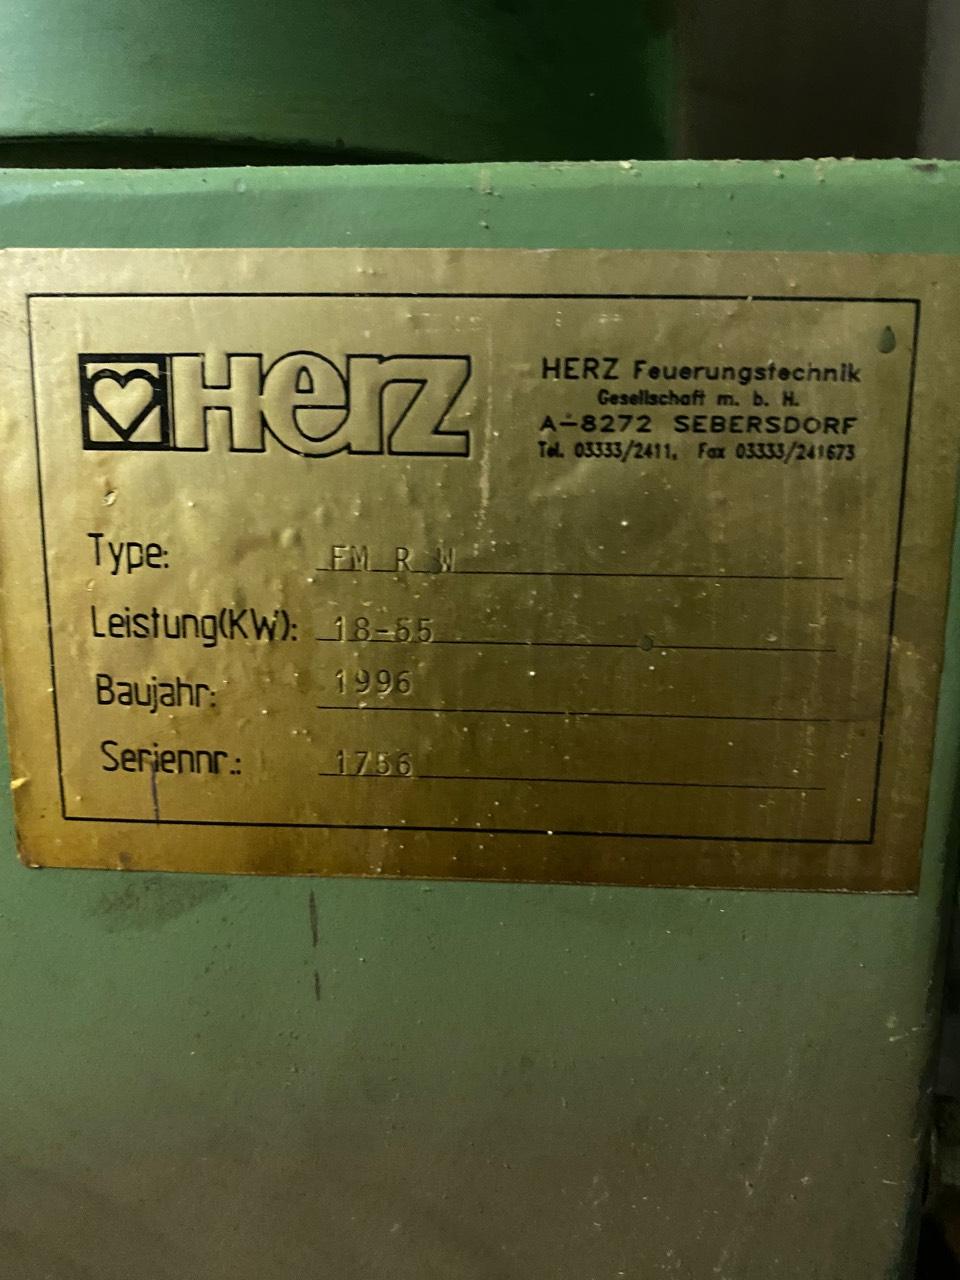 Herz
HERZ Feuerungstechnik
Gesellschaft m. b. H.
A-8272 SEBERSDORF
Tel. 03333/2411, Fax 03333/241673
Type: FM R W
Leistung(KW): 18-55
Baujahr: 1996
Seriennr.: 1756